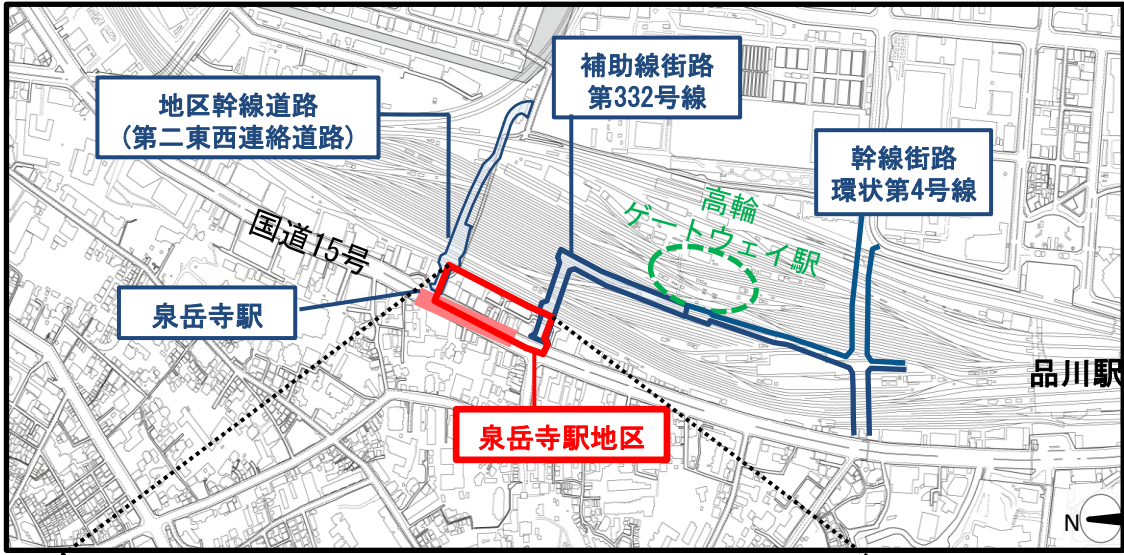 補助線街路
第332号線
地区幹線道路
(第二東西連絡道路)
幹線街路
環状第4号線
高輪
ゲートウェイ駅
国道15号
泉岳寺駅
品川駅
泉岳寺駅地区
N